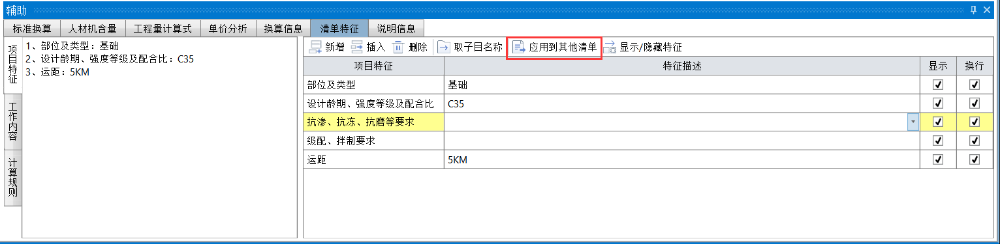 辅助
标准换算 人材机含量 工程量计算式 单价分析 换算信息 清单特征 说明信息
项目特征
工作内容
计算规则
1、部位及类型：基础
2、设计龄期、强度等级及配合比：C35
3、运距：5KM
新增 插入 删除 取子目名称 应用到其他清单 显示/隐藏特征
项目特征 特征描述 显示 换行
部位及类型 基础
设计龄期、强度等级及配合比 C35
抗渗、抗冻、抗磨等要求
级配、拌制要求
运距 5KM